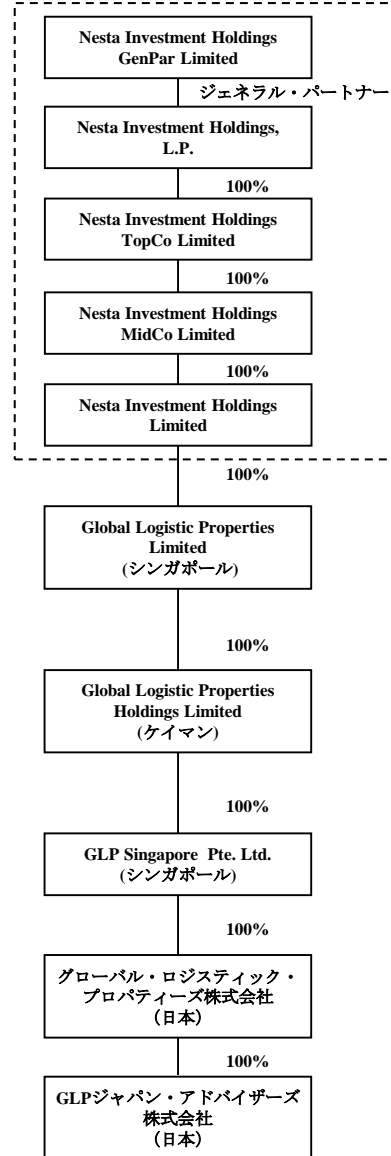 Nesta Investment Holdings
GenPar Limited
ジェネラル・パートナー
Nesta Investment Holdings,
L.P.
100%
Nesta Investment Holdings
TopCo Limited
100%
Nesta Investment Holdings
MidCo Limited
100%
Nesta Investment Holdings
Limited
100%
Global Logistic Properties
Limited
(シンガポール)
100%
Global Logistic Properties
Holdings Limited
(ケイマン)
100%
GLP Singapore Pte. Ltd.
(シンガポール)
100%
グローバル・ロジスティック・
プロパティーズ株式会社
(日本)
100%
GLPジャパン・アドバイザーズ
株式会社
(日本)